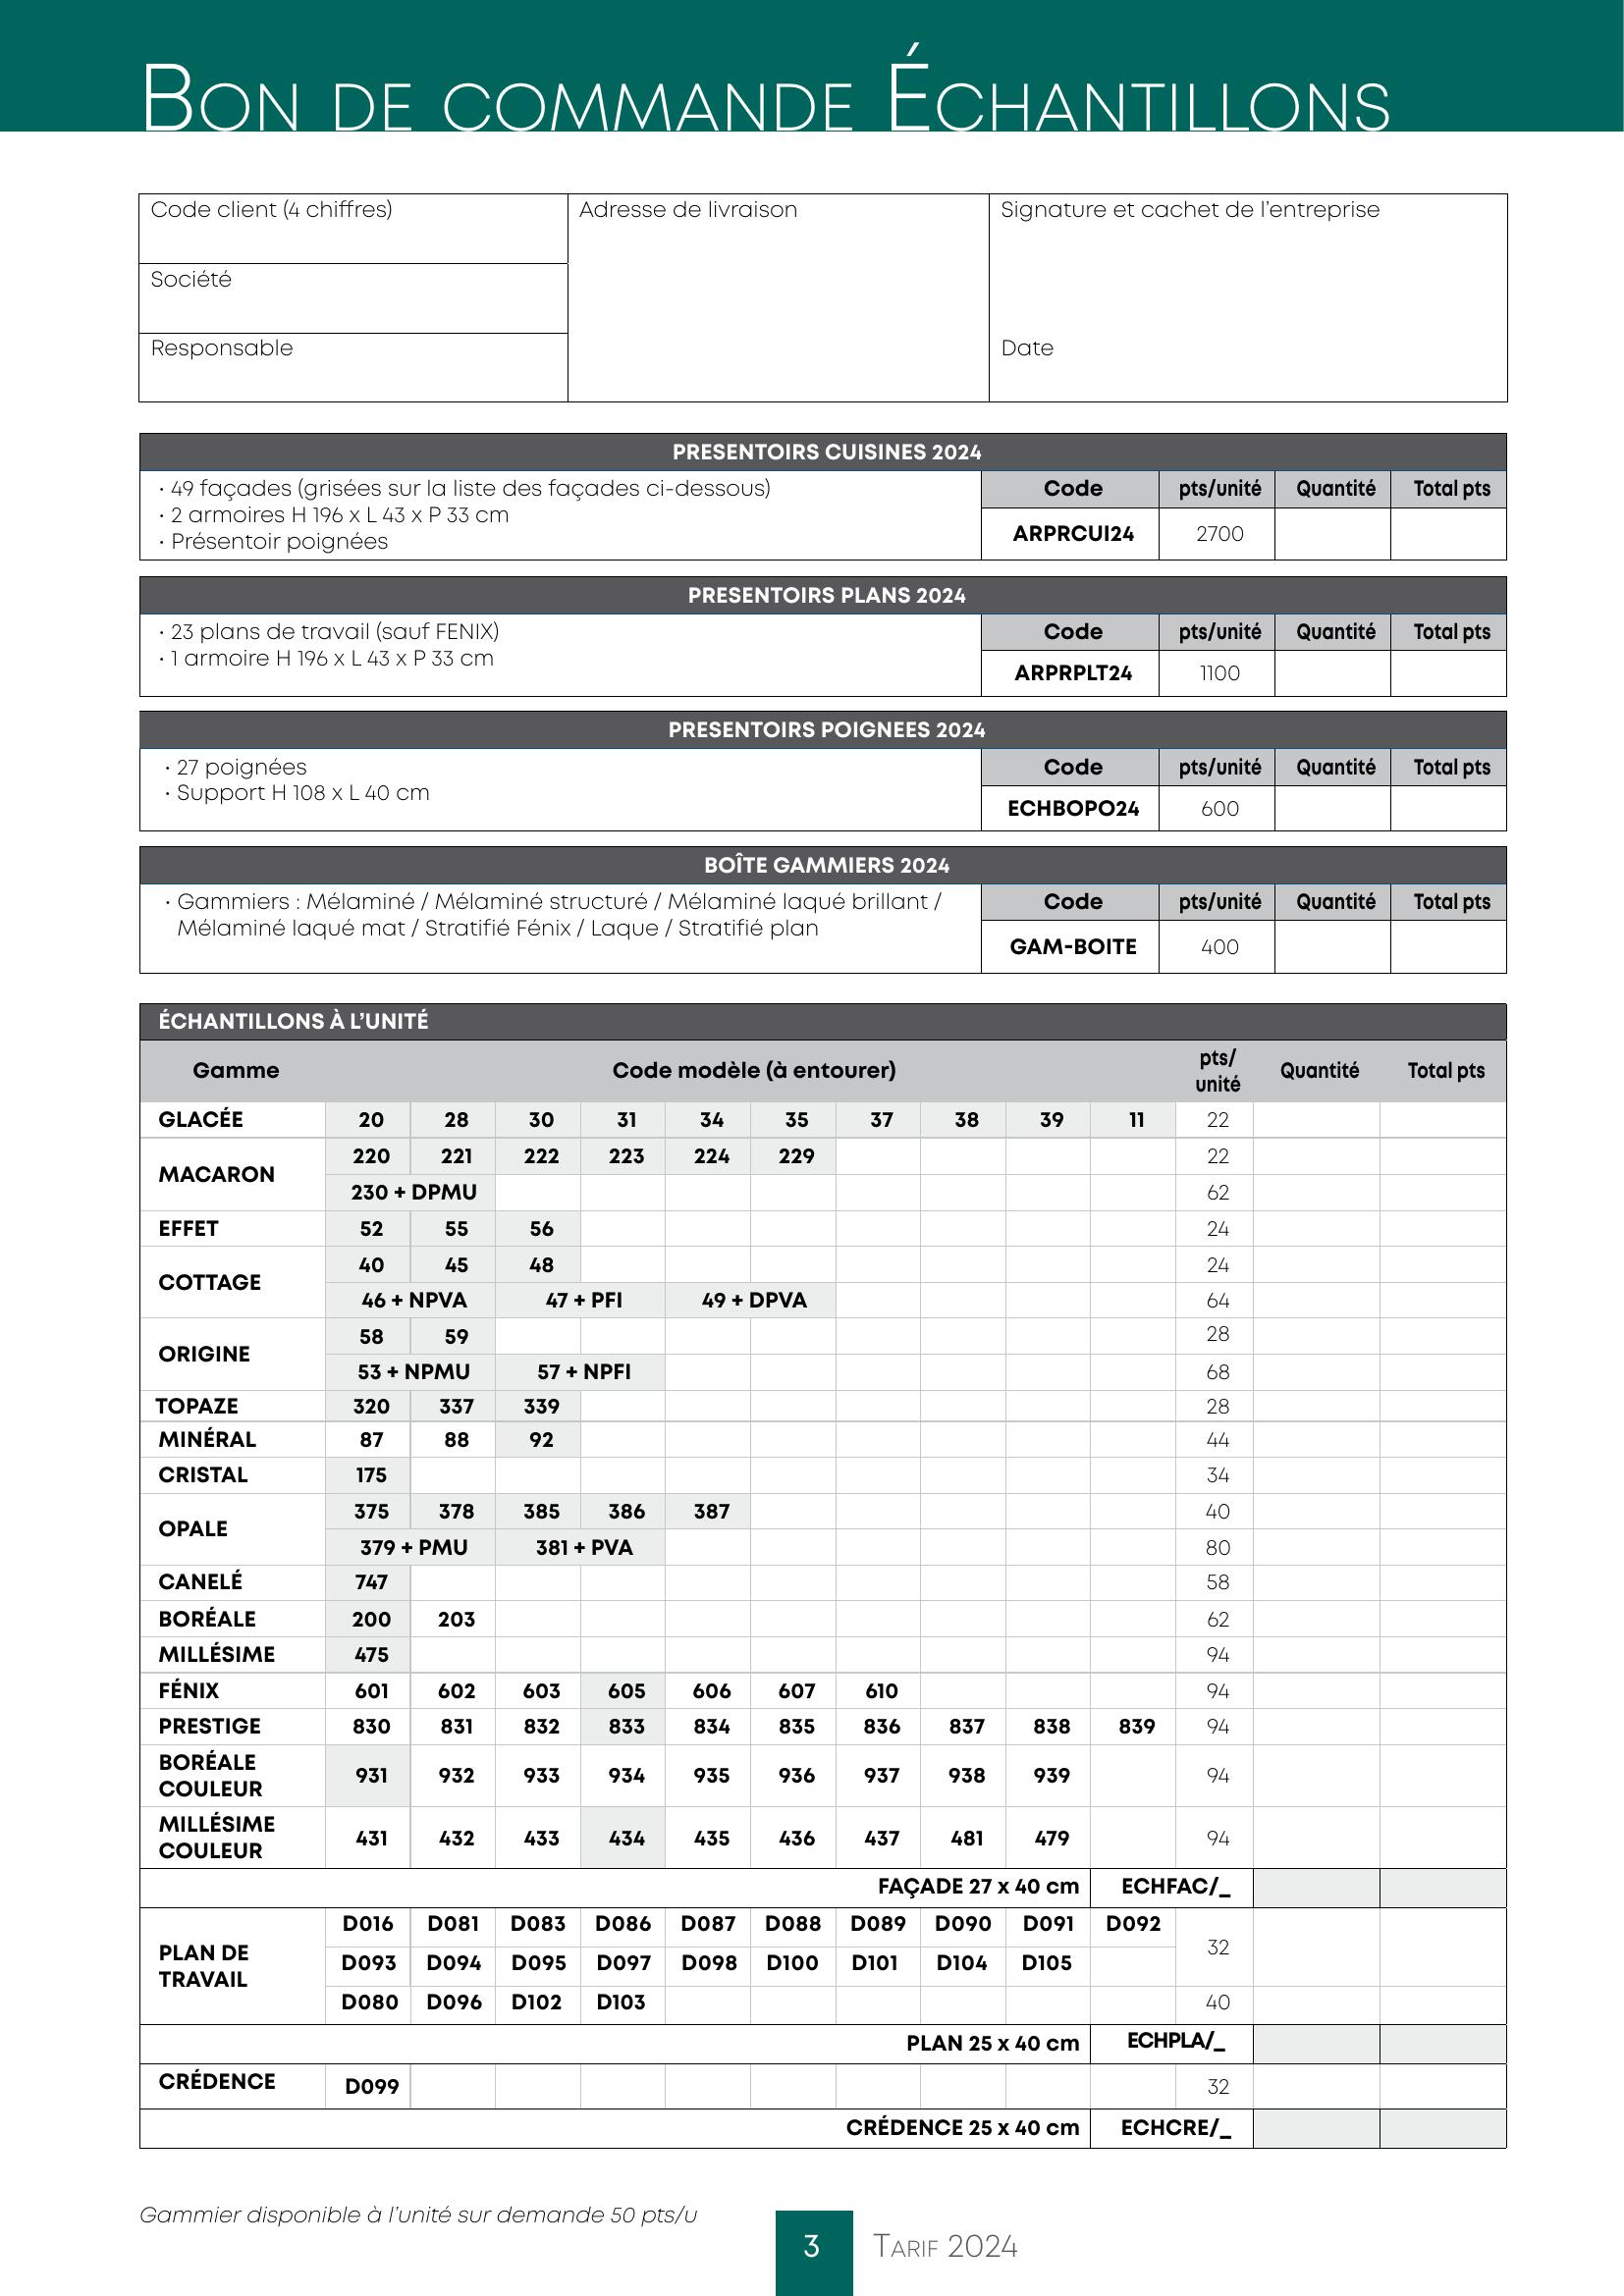 BON DE COMMANDE ÉCHANTILLONS
Code client (4 chiffres)
Société
Responsable
Adresse de livraison
Signature et cachet de l'entreprise
Date
PRESENTOIRS CUISINES 2024
• 49 façades (grisées sur la liste des façades ci-dessous)
• 2 armoires H 196 x L 43 x P 33 cm
• Présentoir poignées
Code pts/unité Quantité Total pts
ARPRCUI24 2700
PRESENTOIRS PLANS 2024
• 23 plans de travail (sauf FENIX)
• 1 armoire H 196 x L 43 x P 33 cm
Code pts/unité Quantité Total pts
ARPRPLT24 1100
PRESENTOIRS POIGNEES 2024
• 27 poignées
• Support H 108 x L 40 cm
Code pts/unité Quantité Total pts
ECHBOPO24 600
BOÎTE GAMMIERS 2024
• Gammiers : Mélaminé / Mélaminé structuré / Mélaminé laqué brillant /
Mélaminé laqué mat / Stratifié Fénix / Laque / Stratifié plan
Code pts/unité Quantité Total pts
GAM-BOITE 400
ÉCHANTILLONS À L'UNITÉ
Gamme Code modèle (à entourer) pts/ unité Quantité Total pts
GLACÉE 20 28 30 31 34 35 37 38 39 11 22
MACARON
220 221 222 223 224 229 22
230 + DPMU 62
EFFET 52 55 56 24
COTTAGE
40 45 48 24
46 + NPVA 47 + PFI 49 + DPVA 64
ORIGINE
58 59 28
53 + NPMU 57 + NPFI 68
TOPAZE 320 337 339 28
MINÉRAL 87 88 92 44
CRISTAL 175 34
OPALE
375 378 385 386 387 40
379 + PMU 381 + PVA 80
CANELÉ 747 58
BORÉALE 200 203 62
MILLÉSIME 475 94
FÉNIX 601 602 603 605 606 607 610 94
PRESTIGE 830 831 832 833 834 835 836 837 838 839 94
BORÉALE
COULEUR
931 932 933 934 935 936 937 938 939 94
MILLÉSIME
COULEUR
431 432 433 434 435 436 437 481 479 94
FAÇADE 27 x 40 cm ECHFAC/_
PLAN DE
TRAVAIL
D016 D081 D083 D086 D087 D088 D089 D090 D091 D092
32
D093 D094 D095 D097 D098 D100 D101 D104 D105
D080 D096 D102 D103 40
PLAN 25 x 40 cm ECHPLA/_
CRÉDENCE D099 32
CRÉDENCE 25 x 40 cm ECHCRE/_
Gammier disponible à l'unité sur demande 50 pts/u
3 TARIF 2024